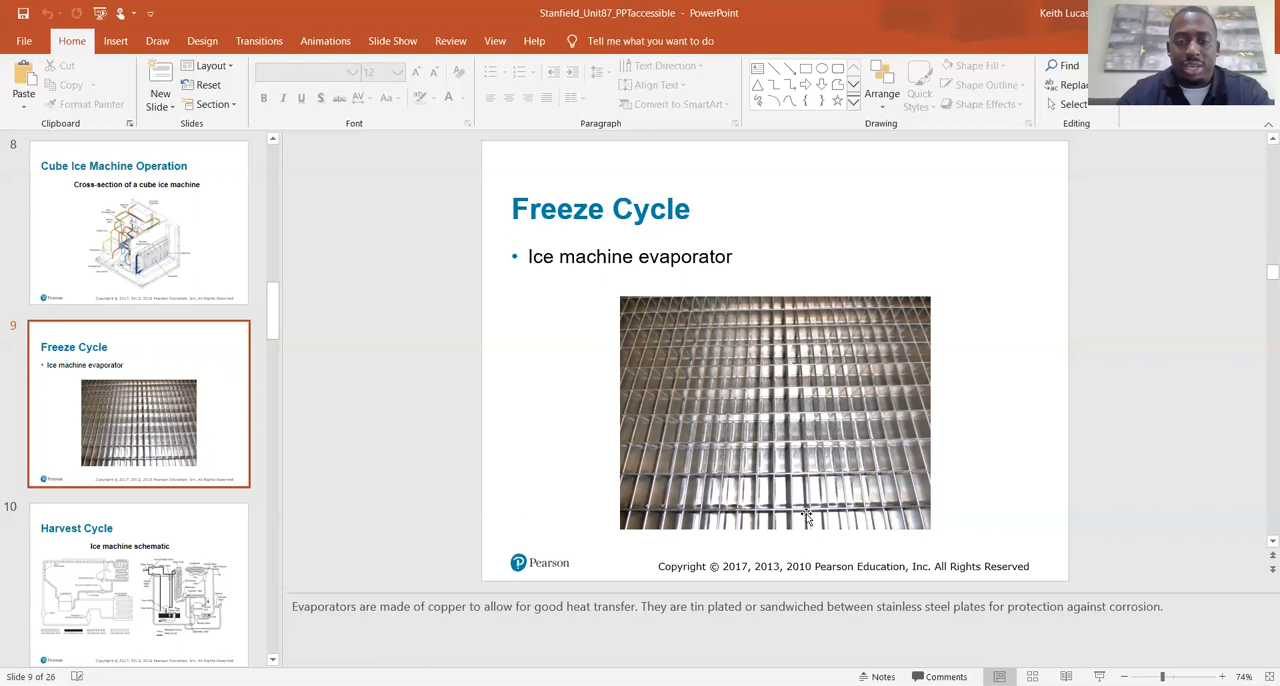 Stanfield_Unit87_PPTaccessible - PowerPoint
Keith Lucas
File Home Insert Draw Design Transitions Animations Slide Show Review View Help Tell me what you want to do
Paste
Cut
Copy
Format Painter
Clipboard
New Slide
Layout
Reset
Section
Slides
12
B I U S abc AV Aa A
Font
Text Direction
Align Text
Convert to SmartArt
Paragraph
Arrange
Quick Styles
Shape Fill
Shape Outline
Shape Effects
Drawing
Find
Replac
Select
Editing
8
Cube Ice Machine Operation
Cross-section of a cube ice machine
Pearson
Copyright © 2017, 2013, 2010 Pearson Education, Inc. All Rights Reserved
9
Freeze Cycle
• Ice machine evaporator
Pearson
Copyright © 2017, 2013, 2010 Pearson Education, Inc. All Rights Reserved
10
Harvest Cycle
Ice machine schematic
Pearson
Copyright © 2017, 2013, 2010 Pearson Education, Inc. All Rights Reserved
Freeze Cycle
• Ice machine evaporator
Pearson
Copyright © 2017, 2013, 2010 Pearson Education, Inc. All Rights Reserved
Evaporators are made of copper to allow for good heat transfer. They are tin plated or sandwiched between stainless steel plates for protection against corrosion.
Slide 9 of 26
Notes
Comments
74%